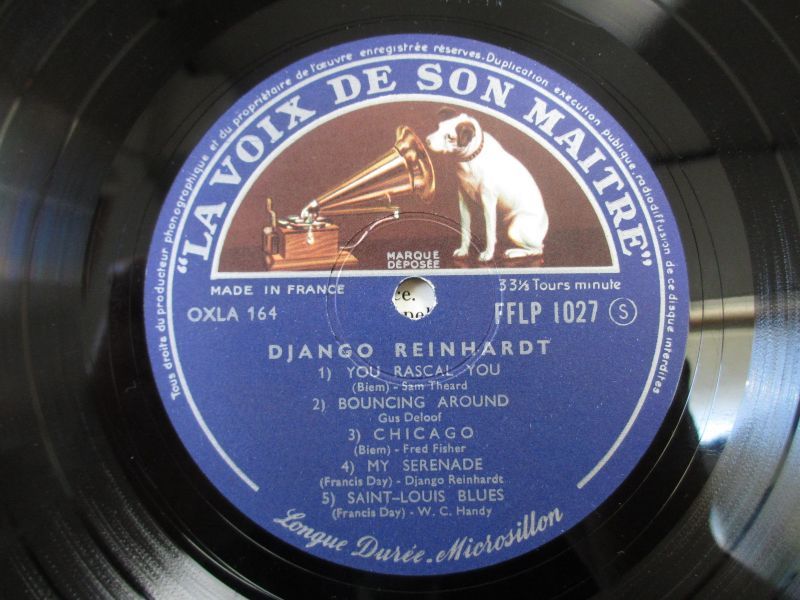 Tous droits du producteur phonographique et du propriétaire de l'œuvre enregistrée réservés. Duplication exécution publique, radiodiffusion de ce disque interdites
"LA VOIX DE SON MAITRE"
MARQUE
DÉPOSÉE
MADE IN FRANCE
33⅓ Tours minute
OXLA 164
FFLP 1027 S
DJANGO REINHARDT
1) YOU RASCAL YOU
(Biem) - Sam Theard
2) BOUNCING AROUND
Gus Deloof
3) CHICAGO
(Biem) - Fred Fisher
4) MY SERENADE
(Francis Day) - Django Reinhardt
5) SAINT-LOUIS BLUES
(Francis Day) - W. C. Handy
Longue Durée - Microsillon